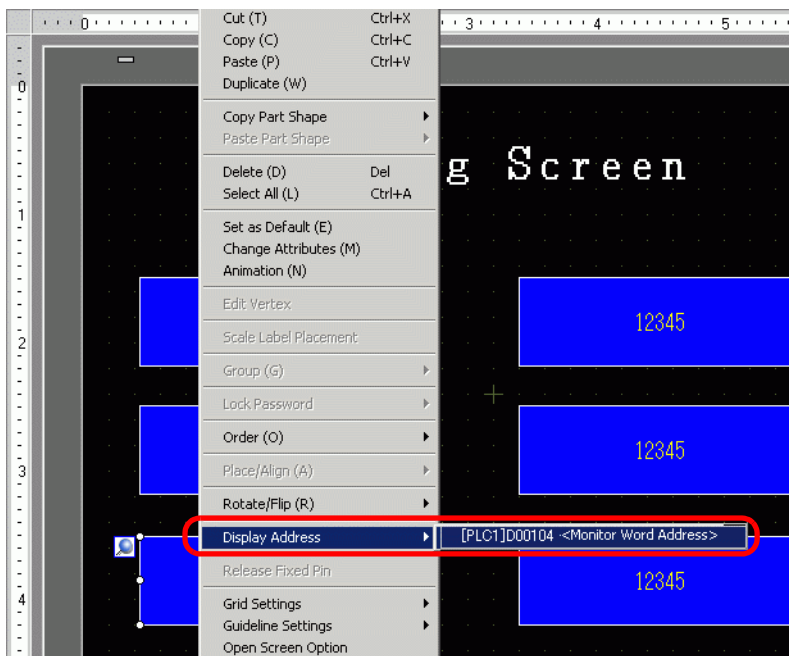 0 3 4 5
Cut (T) Ctrl+X
Copy (C) Ctrl+C
Paste (P) Ctrl+V
Duplicate (W)
0
Copy Part Shape
Paste Part Shape
g Screen
Delete (D) Del
Select All (L) Ctrl+A
1
Set as Default (E)
Change Attributes (M)
Animation (N)
Edit Vertex
12345
Scale Label Placement
2
Group (G)
Lock Password
Order (O)
12345
Place/Align (A)
3
Rotate/Flip (R)
Display Address [PLC1]D00104 -<Monitor Word Address>
Release Fixed Pin
12345
4
Grid Settings
Guideline Settings
Open Screen Option